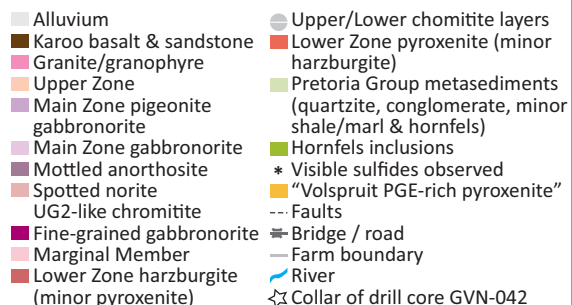 Alluvium
Karoo basalt & sandstone
Granite/granophyre
Upper Zone
Main Zone pigeonite
gabbronorite
Main Zone gabbronorite
Mottled anorthosite
Spotted norite
UG2-like chromitite
Fine-grained gabbronorite
Marginal Member
Lower Zone harzburgite
(minor pyroxenite)
Upper/Lower chomitite layers
Lower Zone pyroxenite (minor
harzburgite)
Pretoria Group metasediments
(quartzite, conglomerate, minor
shale/marl & hornfels)
Hornfels inclusions
* Visible sulfides observed
“Volspruit PGE-rich pyroxenite”
Faults
Bridge / road
Farm boundary
River
Collar of drill core GVN-042